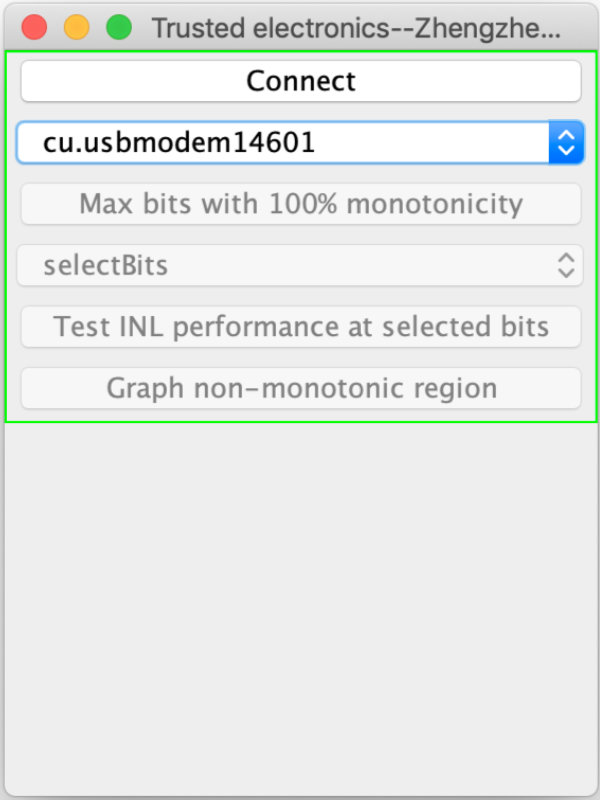 Trusted electronics--Zhengzhe...
Connect
cu.usbmodem14601
Max bits with 100% monotonicity
selectBits
Test INL performance at selected bits
Graph non-monotonic region